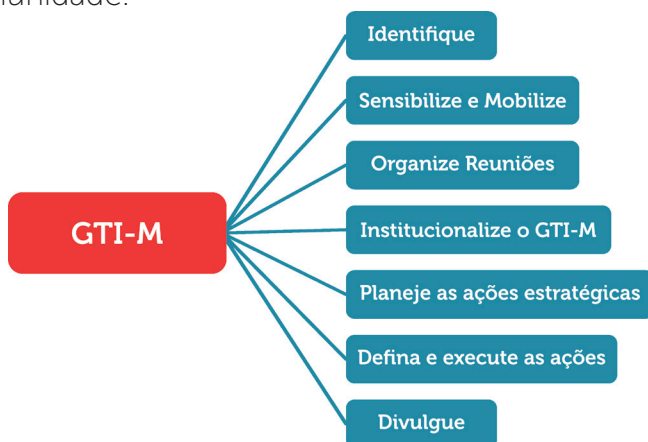 Identifique
Sensibilize e Mobilize
Organize Reuniões
GTI-M
Institucionalize o GTI-M
Planeje as ações estratégicas
Defina e execute as ações
Divulgue